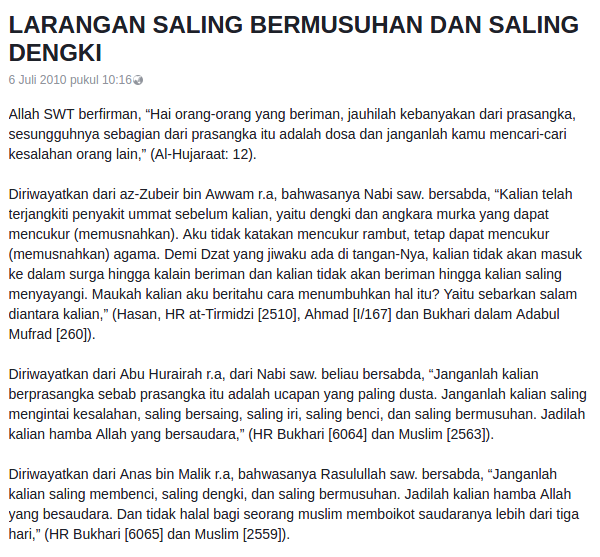 LARANGAN SALING BERMUSUHAN DAN SALING
DENGKI
6 Juli 2010 pukul 10:16
Allah SWT berfirman, “Hai orang-orang yang beriman, jauhilah kebanyakan dari prasangka,
sesungguhnya sebagian dari prasangka itu adalah dosa dan janganlah kamu mencari-cari
kesalahan orang lain,” (Al-Hujaraat: 12).
Diriwayatkan dari az-Zubeir bin Awwam r.a, bahwasanya Nabi saw. bersabda, “Kalian telah
terjangkiti penyakit ummat sebelum kalian, yaitu dengki dan angkara murka yang dapat
mencukur (memusnahkan). Aku tidak katakan mencukur rambut, tetap dapat mencukur
(memusnahkan) agama. Demi Dzat yang jiwaku ada di tangan-Nya, kalian tidak akan masuk
ke dalam surga hingga kalain beriman dan kalian tidak akan beriman hingga kalian saling
menyayangi. Maukah kalian aku beritahu cara menumbuhkan hal itu? Yaitu sebarkan salam
diantara kalian,” (Hasan, HR at-Tirmidzi [2510], Ahmad [I/167] dan Bukhari dalam Adabul
Mufrad [260]).
Diriwayatkan dari Abu Hurairah r.a, dari Nabi saw. beliau bersabda, “Janganlah kalian
berprasangka sebab prasangka itu adalah ucapan yang paling dusta. Janganlah kalian saling
mengintai kesalahan, saling bersaing, saling iri, saling benci, dan saling bermusuhan. Jadilah
kalian hamba Allah yang bersaudara,” (HR Bukhari [6064] dan Muslim [2563]).
Diriwayatkan dari Anas bin Malik r.a, bahwasanya Rasulullah saw. bersabda, “Janganlah
kalian saling membenci, saling dengki, dan saling bermusuhan. Jadilah kalian hamba Allah
yang besaudara. Dan tidak halal bagi seorang muslim memboikot saudaranya lebih dari tiga
hari,” (HR Bukhari [6065] dan Muslim [2559]).